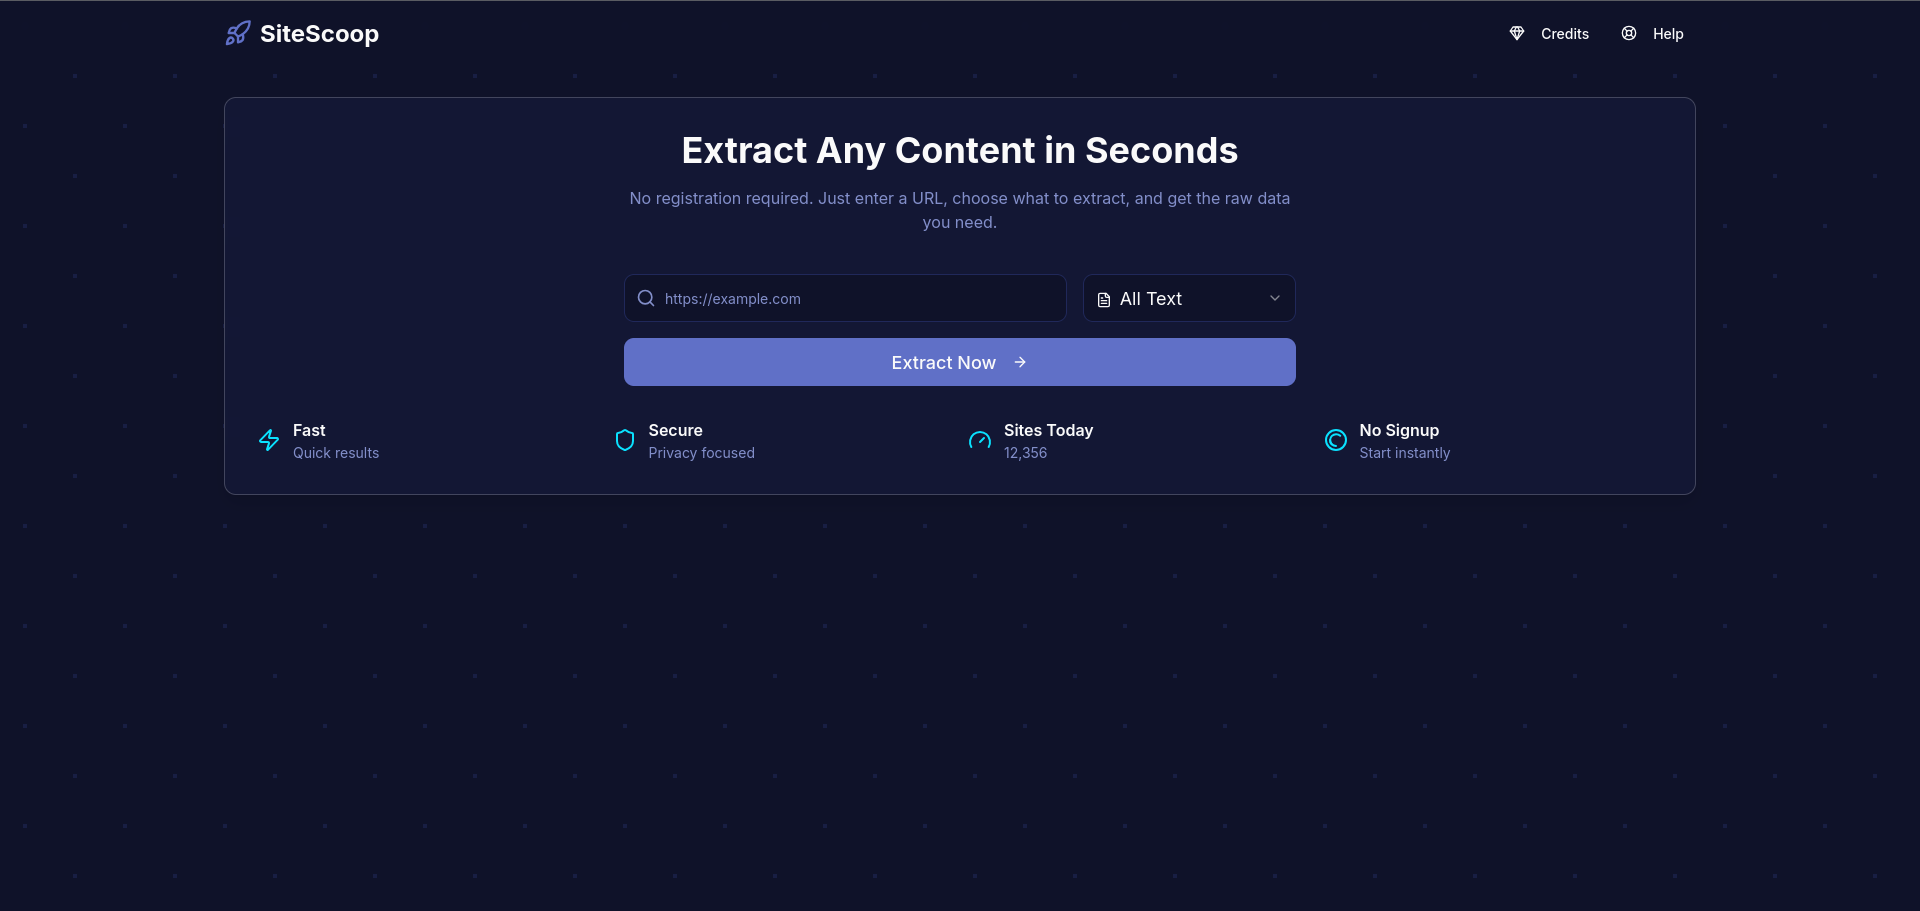 SiteScoop
Credits
Help
Extract Any Content in Seconds
No registration required. Just enter a URL, choose what to extract, and get the raw data
you need.
https://example.com
All Text
Extract Now
Fast
Quick results
Secure
Privacy focused
Sites Today
12,356
No Signup
Start instantly